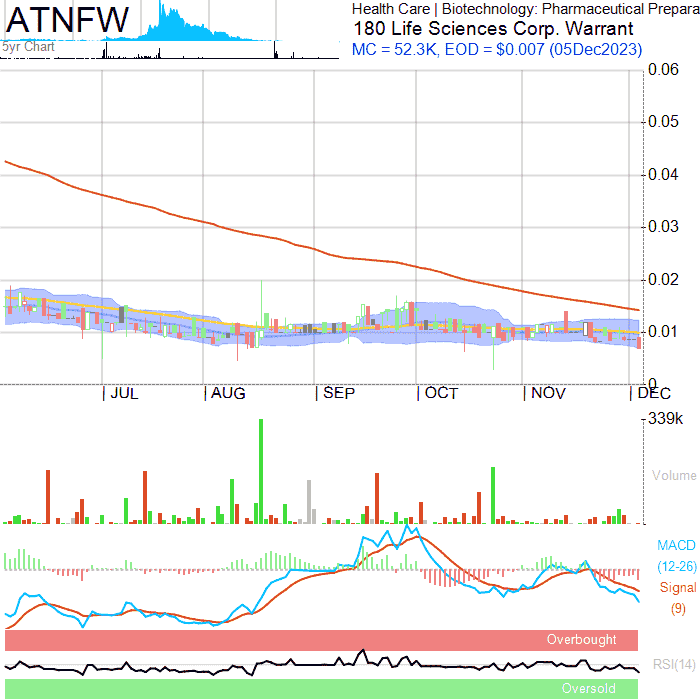 ATNFW
5yr Chart
Health Care | Biotechnology: Pharmaceutical Prepara
180 Life Sciences Corp. Warrant
MC = 52.3K, EOD = $0.007 (05Dec2023)
0.06
0.05
0.04
0.03
0.02
0.01
0
JUL AUG SEP OCT NOV DEC
339k
Volume
MACD
(12-26)
Signal
(9)
Overbought
RSI(14)
Oversold